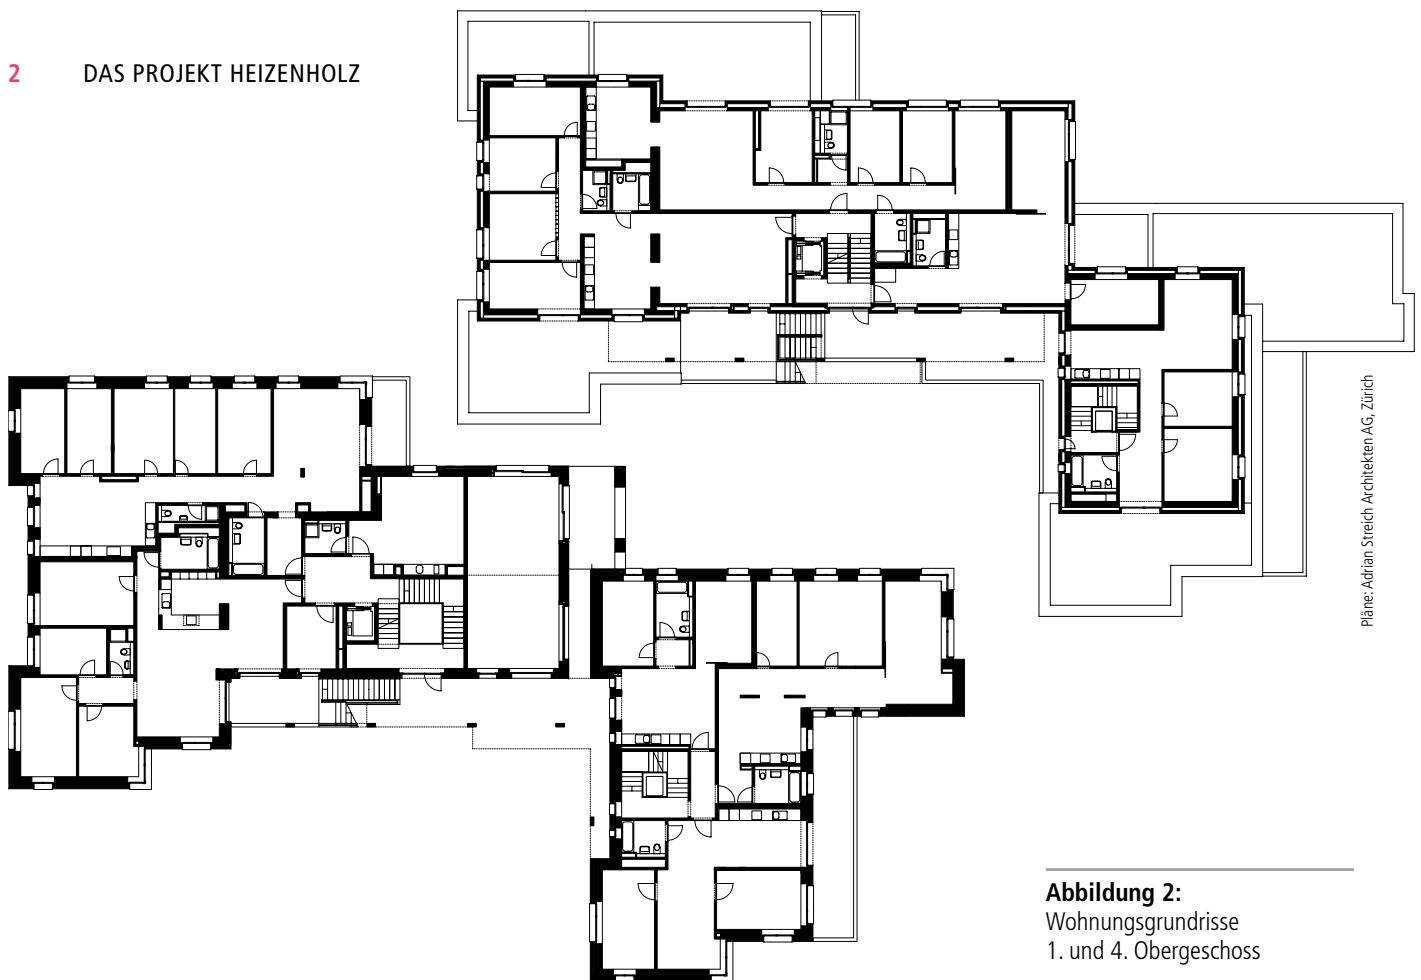 2 DAS PROJEKT HEIZENHOLZ
Pläne: Adrian Streich Architekten AG, Zürich
Abbildung 2:
Wohnungsgrundrisse
1. und 4. Obergeschoss